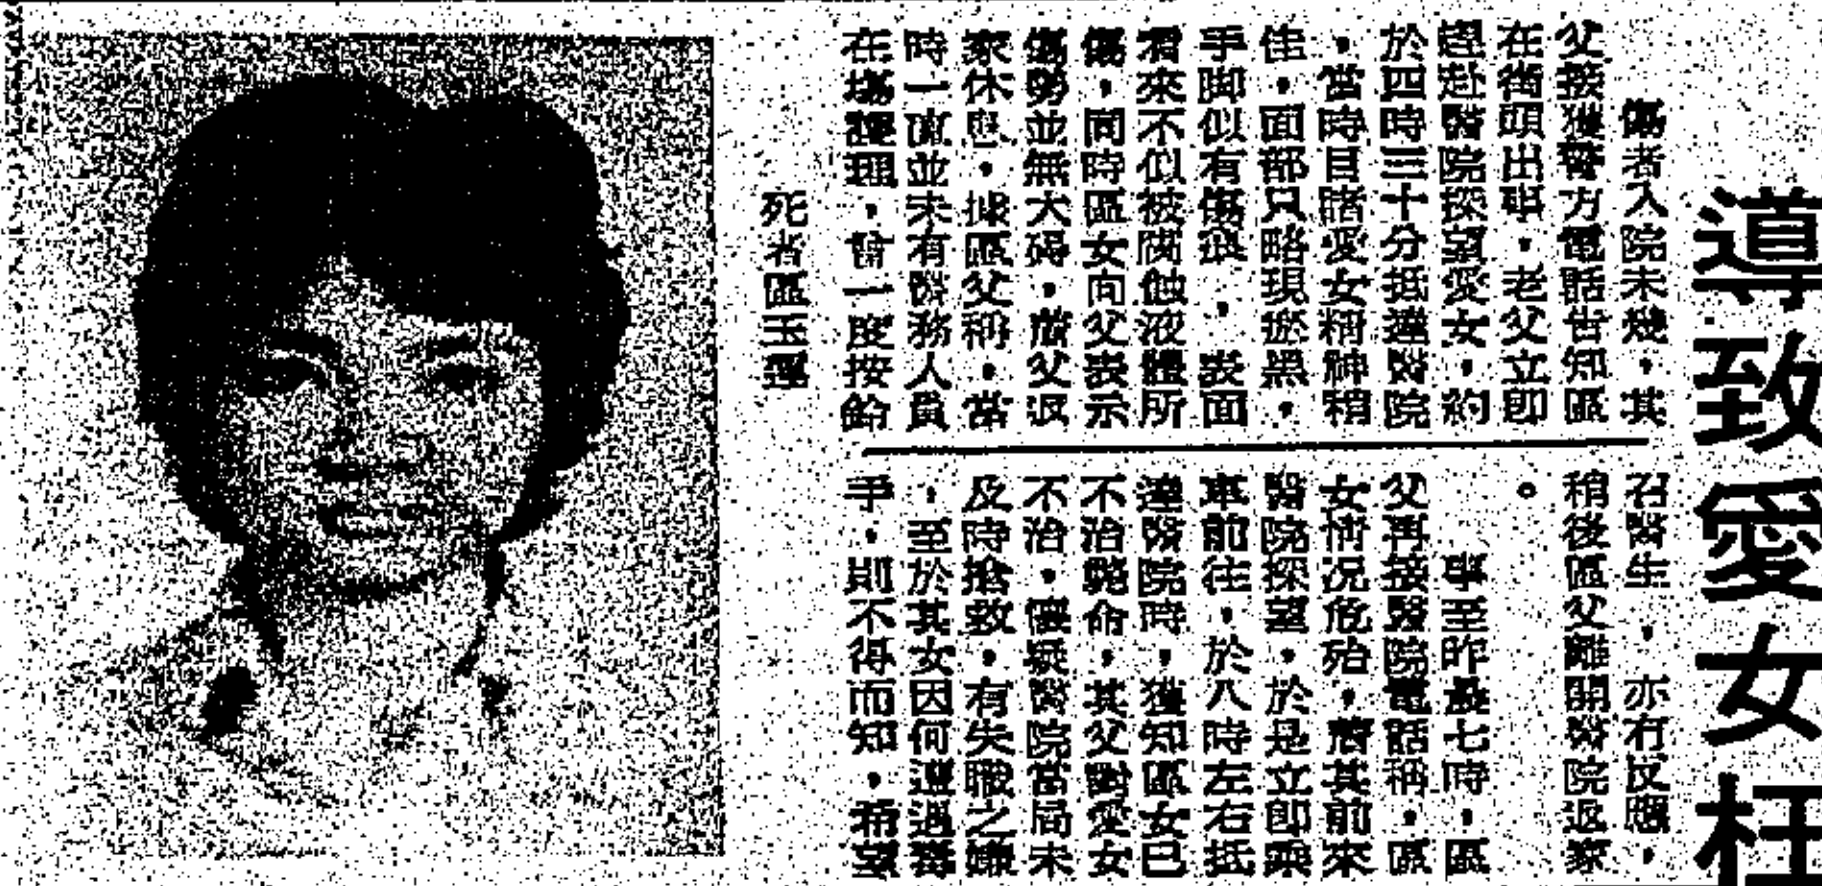 導致愛女枉
傷者入院未幾,其
父接獲警方電話告知區
在街頭出事,老父立即
趕赴醫院探望愛女,約
於四時三十分抵達醫院
,當時目睹愛女精神稍
佳,面部只略現瘀黑,
手脚似有傷痕,表面
看來不似被腐蝕液體所
傷,同時區女向父表示
傷勢並無大碍,着父返
家休息,據區父稱,當
時一直並未有醫務人員
在塲護理,曾一度按鈴
召醫生,亦冇反應,
稍後區父離開醫院返家
。
事至昨晨七時,區
父再接醫院電話稱,區
女情况危殆,着其前來
醫院探望,於是立即乘
車前往,於八時左右抵
達醫院時,獲知區女已
不治斃命,其父對愛女
不治,懷疑醫院當局未
及時搶救,有失職之嫌
,至於其女因何遭遇毒
手,則不得而知,希望
死者區玉